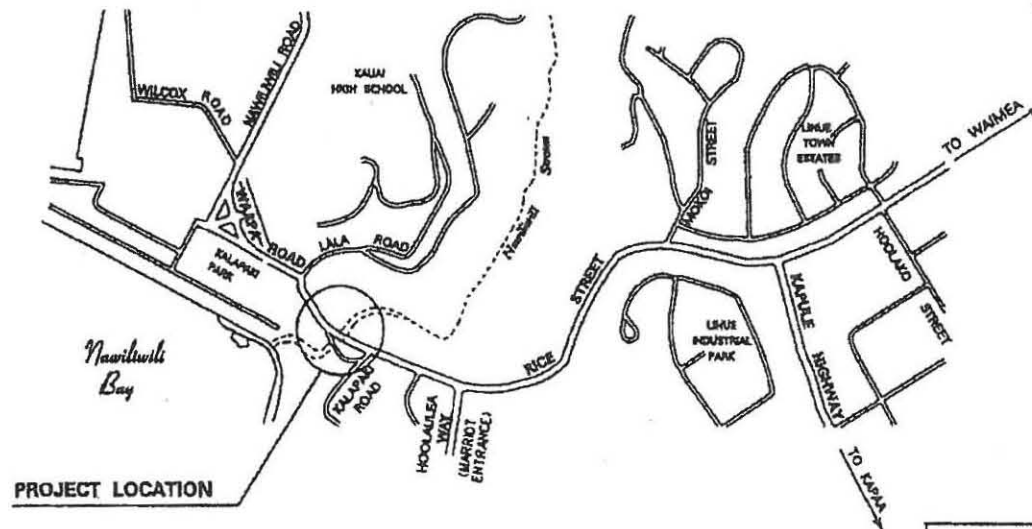 WILCOX
ROAD
NAWILIWILI ROAD
KAUAI
HIGH SCHOOL
WAAPA
ROAD
LALA
ROAD
KALAPAKI
PARK
Nawiliwili
Stream
Nawiliwili
Bay
KALAPAKI
ROAD
HOOLAULEA
WAY
(MARRIOT
ENTRANCE)
RICE
STREET
HOKO
STREET
LIHUE
TOWN
ESTATES
TO WAIMEA
HOOLAKO
STREET
KAPULE
HIGHWAY
LIHUE
INDUSTRIAL
PARK
TO KAPAA
PROJECT LOCATION